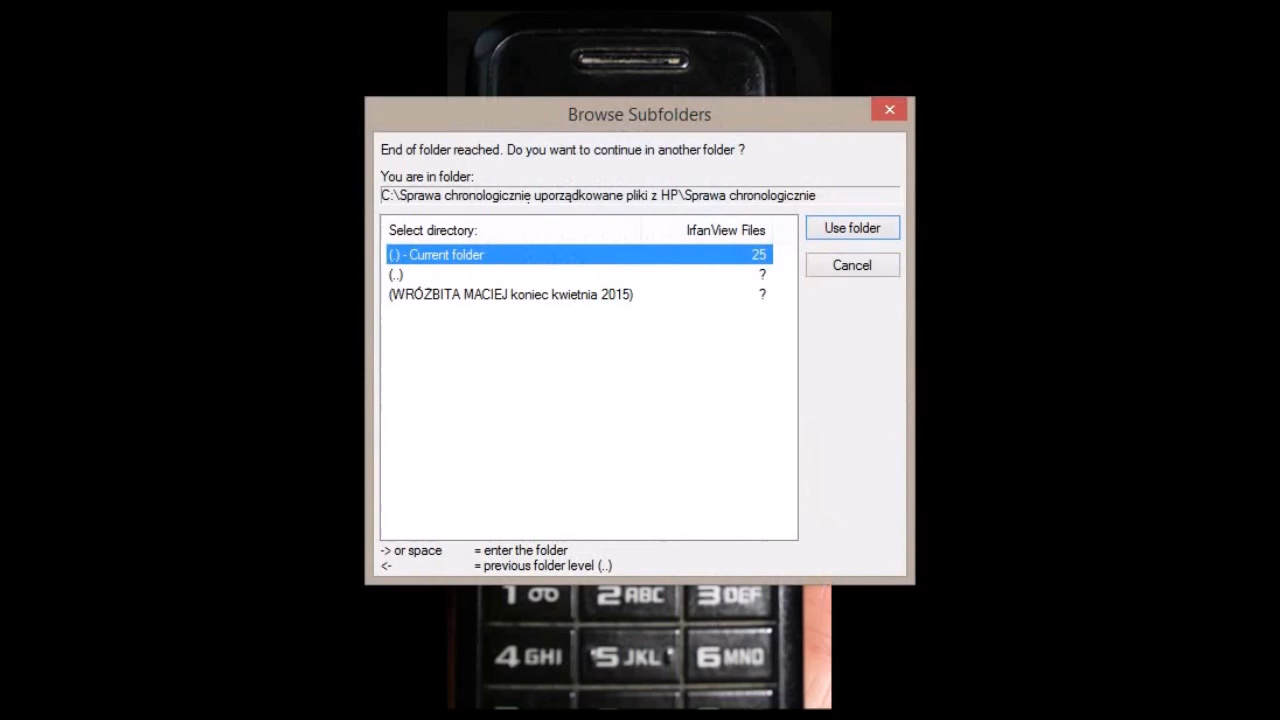 Browse Subfolders
End of folder reached. Do you want to continue in another folder ?
You are in folder:
C:\Sprawa chronologicznię uporządkowane pliki z HP\Sprawa chronologicznie
Select directory: IrfanView Files
(.) - Current folder 25
(..) ?
(WRÓŻBITA MACIEJ koniec kwietnia 2015) ?
Use folder
Cancel
-> or space = enter the folder
<- = previous folder level (..)
1 2 ABC 3 DEF
4 GHI 5 JKL 6 MNO